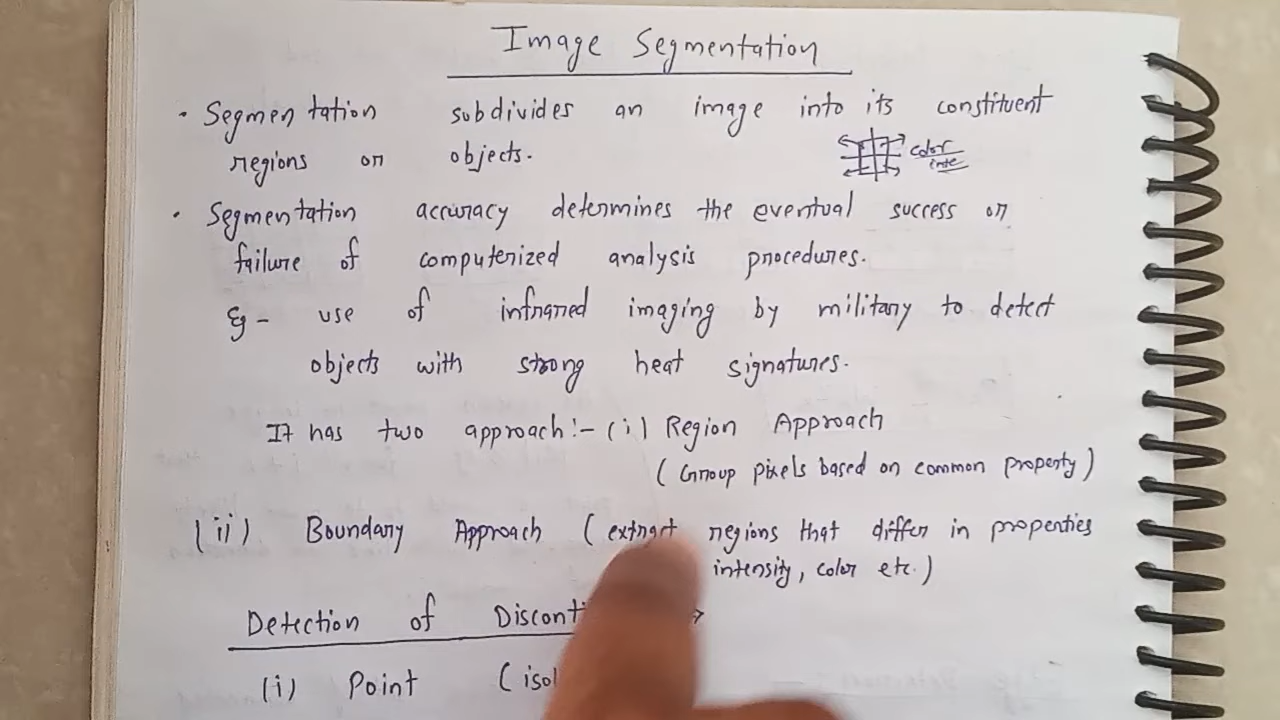 Image Segmentation
• Segmentation subdivides an image into its constituent
regions or objects.
color
inte
• Segmentation accuracy determines the eventual success or
failure of computerized analysis procedures.
Eg - use of infrared imaging by military to detect
objects with strong heat signatures.
It has two approach:- (i) Region Approach
(Group pixels based on common property)
(ii) Boundary Approach (extract regions that differ in properties
intensity, color etc.)
Detection of
(i) Point